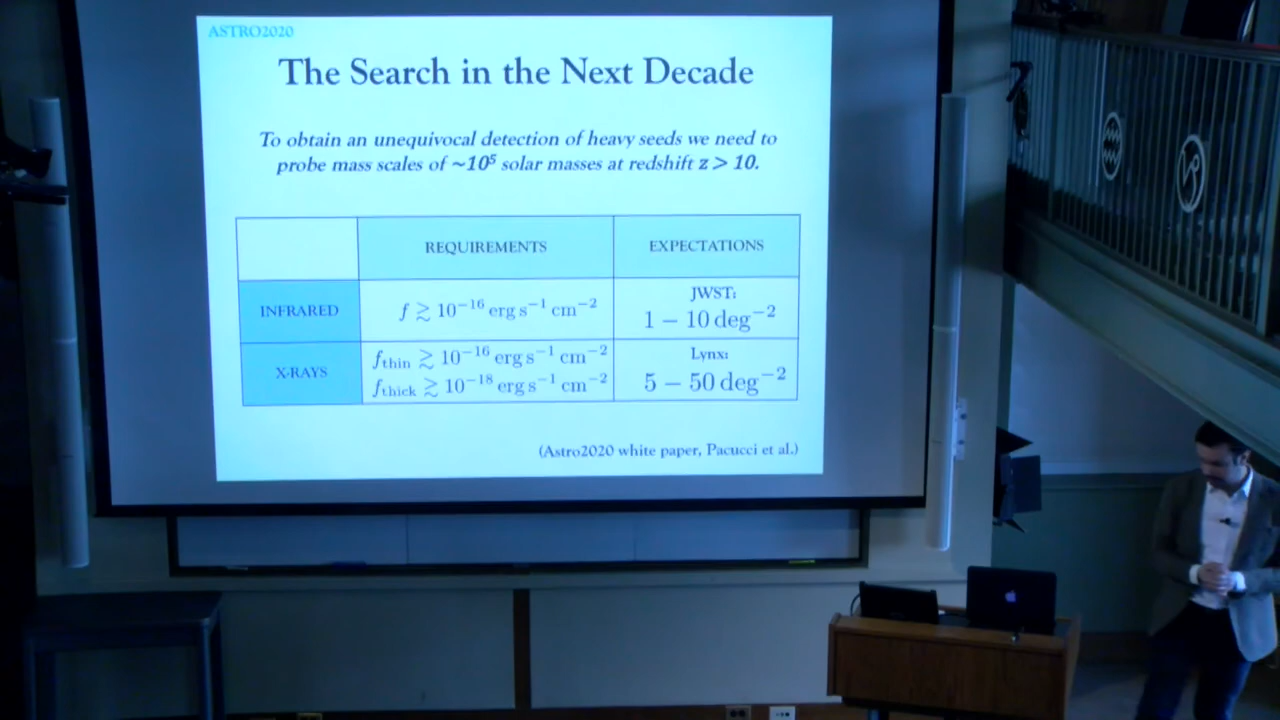 ASTRO2020
The Search in the Next Decade
To obtain an unequivocal detection of heavy seeds we need to
probe mass scales of ~10⁵ solar masses at redshift z > 10.
REQUIREMENTS EXPECTATIONS
INFRARED f ≳ 10⁻¹⁶ erg s⁻¹ cm⁻² JWST: 1 – 10 deg⁻²
X-RAYS f_thin ≳ 10⁻¹⁶ erg s⁻¹ cm⁻² Lynx:
f_thick ≳ 10⁻¹⁸ erg s⁻¹ cm⁻² 5 – 50 deg⁻²
(Astro2020 white paper, Pacucci et al.)